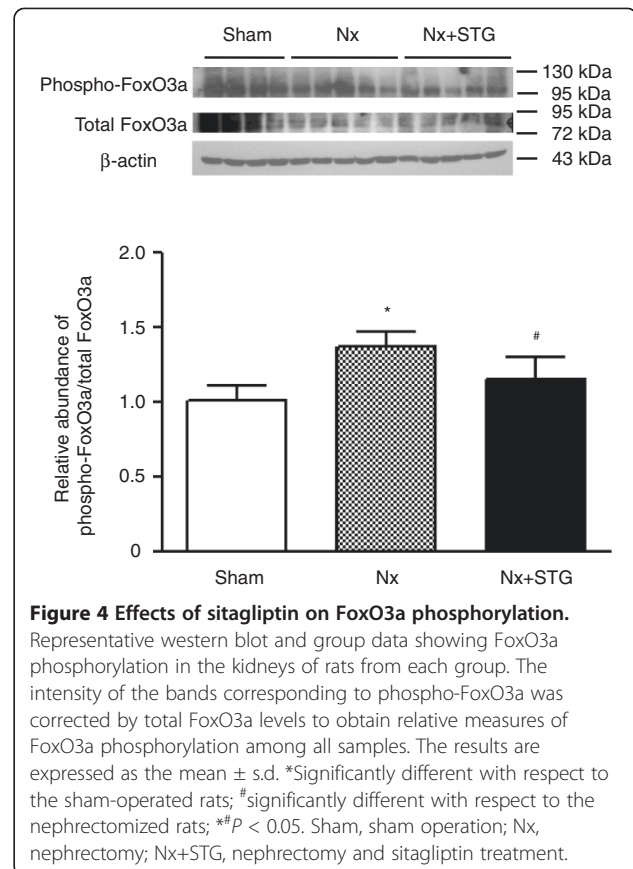 Sham Nx Nx+STG
Phospho-FoxO3a
130 kDa
95 kDa
Total FoxO3a
95 kDa
72 kDa
β-actin
43 kDa
Relative abundance of
phospho-FoxO3a/total FoxO3a
2.0
1.5
1.0
0.5
0
*
#
Sham Nx Nx+STG
Figure 4 Effects of sitagliptin on FoxO3a phosphorylation.
Representative western blot and group data showing FoxO3a
phosphorylation in the kidneys of rats from each group. The
intensity of the bands corresponding to phospho-FoxO3a was
corrected by total FoxO3a levels to obtain relative measures of
FoxO3a phosphorylation among all samples. The results are
expressed as the mean ± s.d. *Significantly different with respect to
the sham-operated rats; #significantly different with respect to the
nephrectomized rats; *#P < 0.05. Sham, sham operation; Nx,
nephrectomy; Nx+STG, nephrectomy and sitagliptin treatment.